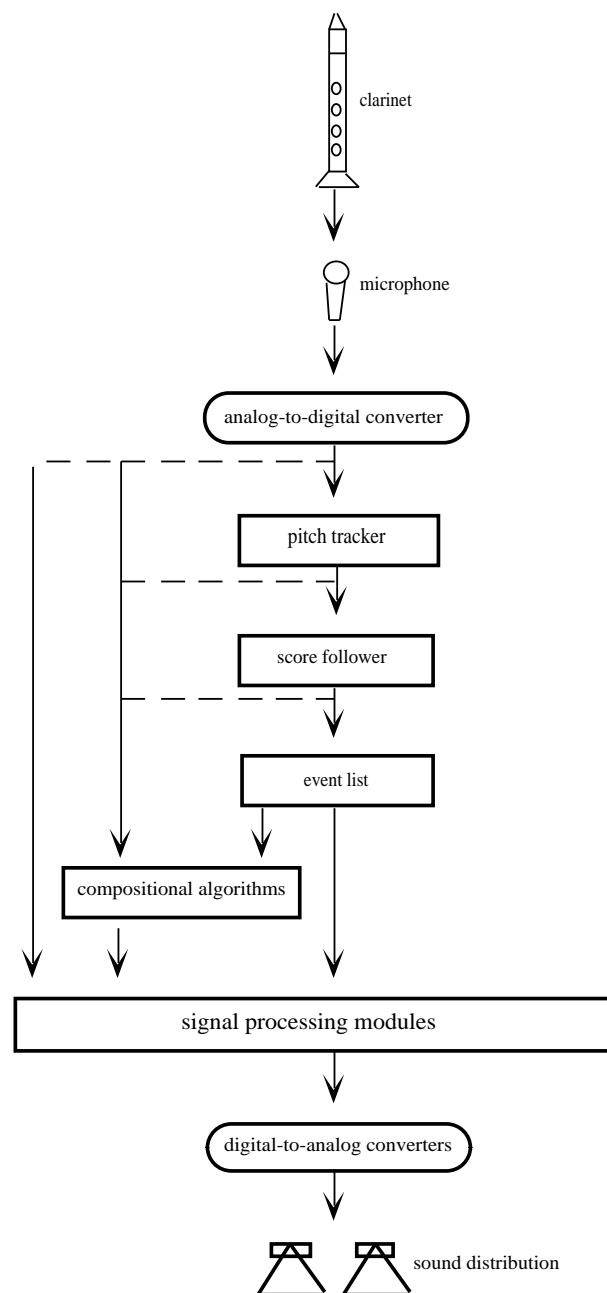 clarinet
microphone
analog-to-digital converter
pitch tracker
score follower
event list
compositional algorithms
signal processing modules
digital-to-analog converters
sound distribution